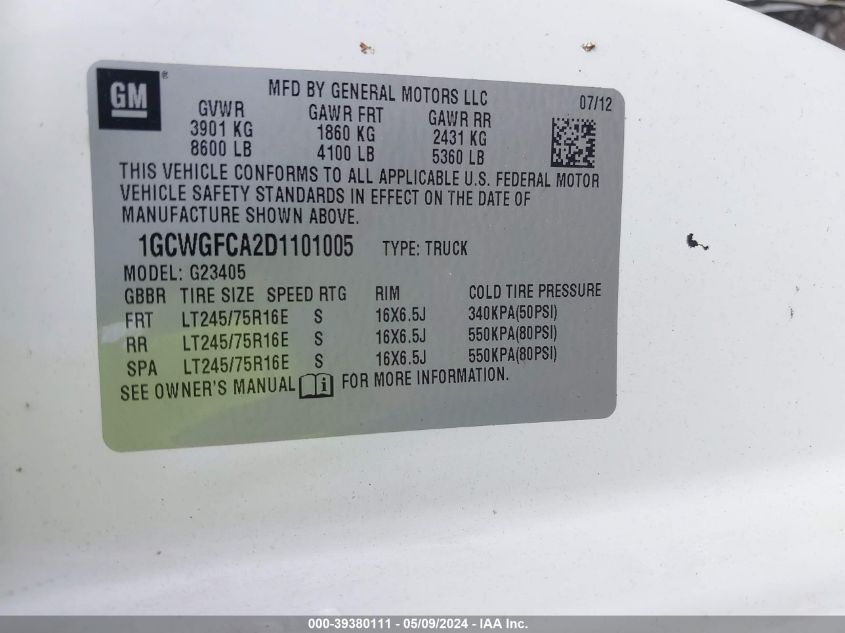 GM ®
MFD BY GENERAL MOTORS LLC 07/12
GVWR GAWR FRT GAWR RR
3901 KG 1860 KG 2431 KG
8600 LB 4100 LB 5360 LB
THIS VEHICLE CONFORMS TO ALL APPLICABLE U.S. FEDERAL MOTOR
VEHICLE SAFETY STANDARDS IN EFFECT ON THE DATE OF
MANUFACTURE SHOWN ABOVE.
1GCWGFCA2D1101005 TYPE: TRUCK
MODEL: G23405
GBBR TIRE SIZE SPEED RTG RIM COLD TIRE PRESSURE
FRT LT245/75R16E S 16X6.5J 340KPA(50PSI)
RR LT245/75R16E S 16X6.5J 550KPA(80PSI)
SPA LT245/75R16E S 16X6.5J 550KPA(80PSI)
SEE OWNER'S MANUAL i FOR MORE INFORMATION.
000-39380111 - 05/09/2024 - © IAA Inc.